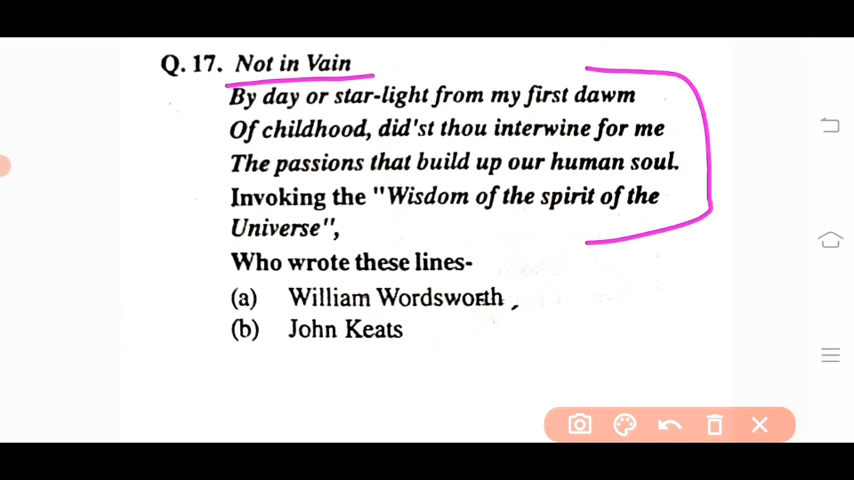 Q. 17. Not in Vain
By day or star-light from my first dawm
Of childhood, did'st thou interwine for me
The passions that build up our human soul.
Invoking the "Wisdom of the spirit of the
Universe",
Who wrote these lines-
(a) William Wordsworth
(b) John Keats